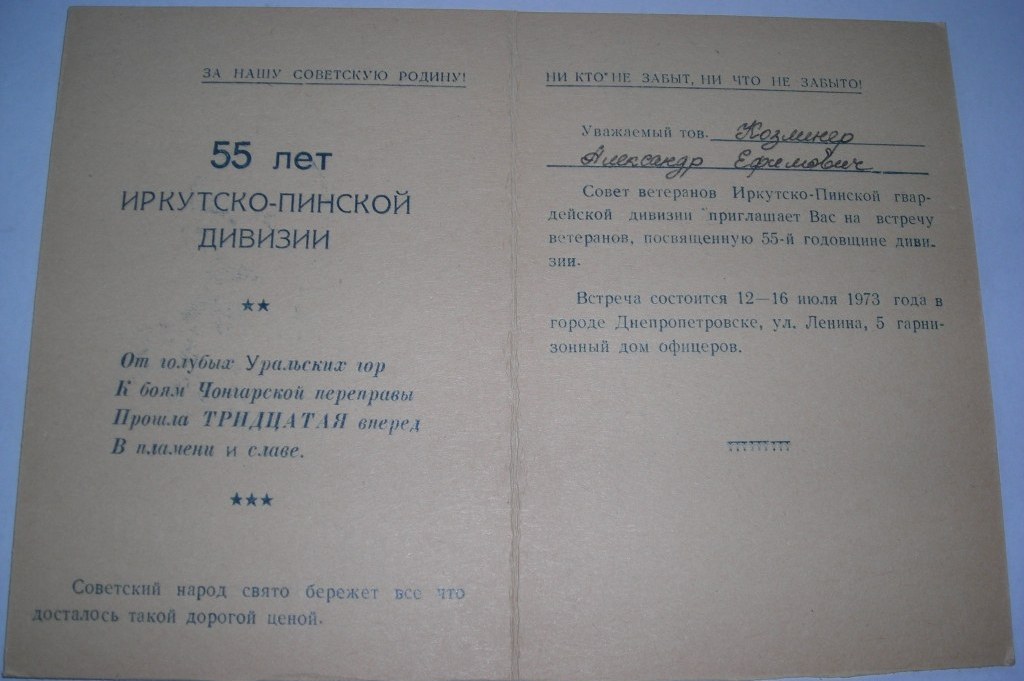 ЗА НАШУ СОВЕТСКУЮ РОДИНУ!
55 лет
ИРКУТСКО-ПИНСКОЙ
ДИВИЗИИ
★★
От голубых Уральских гор
К боям Чонгарской переправы
Прошла ТРИДЦАТАЯ вперед
В пламени и славе.
★★★
Советский народ свято бережет все что
досталось такой дорогой ценой.
НИ КТО НЕ ЗАБЫТ, НИ ЧТО НЕ ЗАБЫТО!
Уважаемый тов. Козминер
Александр Ефимович
Совет ветеранов Иркутско-Пинской гвар-
дейской дивизии приглашает Вас на встречу
ветеранов, посвященную 55-й годовщине диви-
зии.
Встреча состоится 12—16 июля 1973 года в
городе Днепропетровске, ул. Ленина, 5 гарни-
зонный дом офицеров.